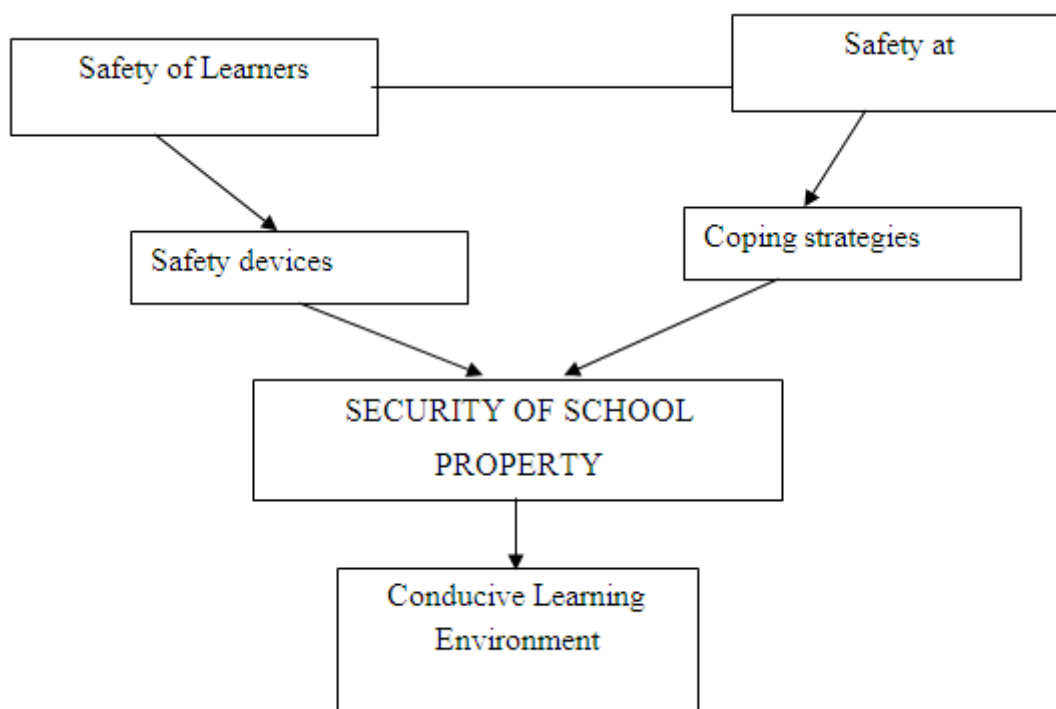 Safety of Learners
Safety at
Safety devices
Coping strategies
SECURITY OF SCHOOL
PROPERTY
Conducive Learning
Environment